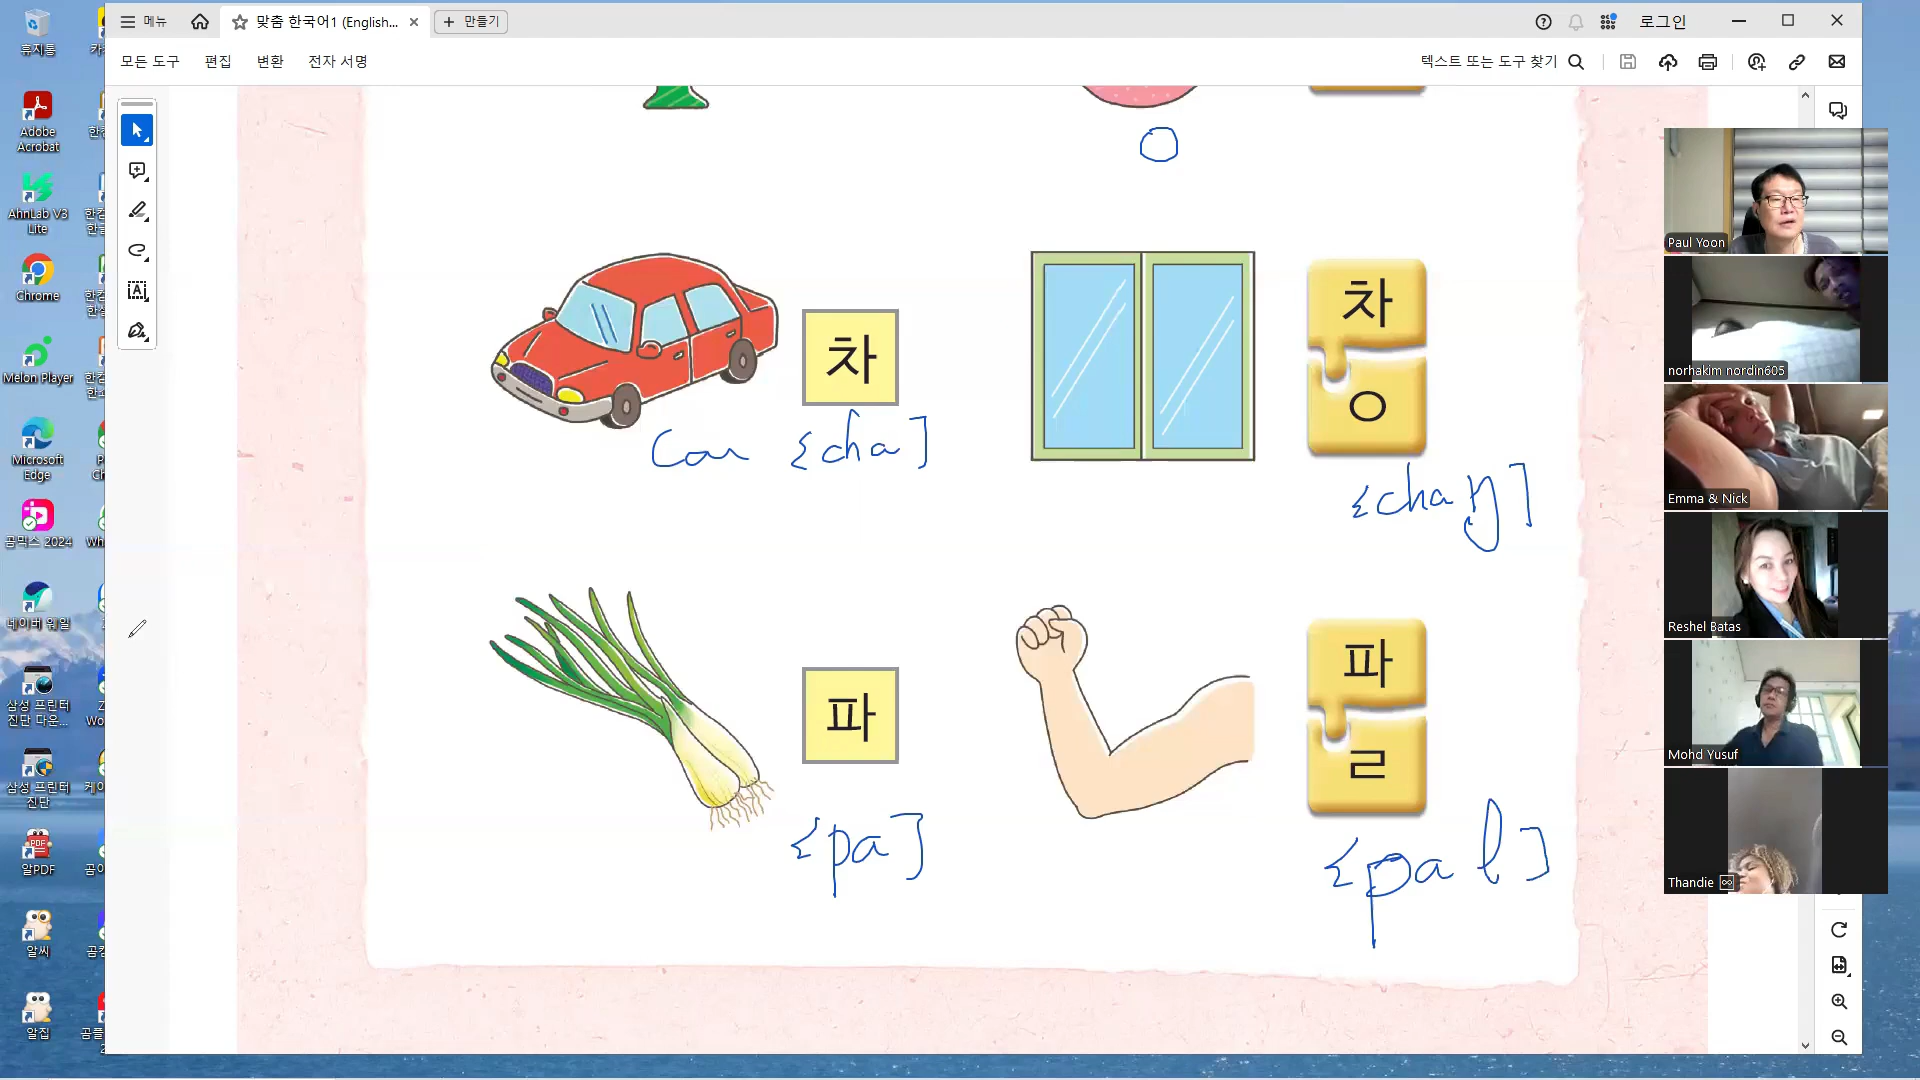 메뉴
맞춤 한국어1 (English...
만들기
로그인
모든 도구 편집 변환 전자 서명
텍스트 또는 도구 찾기
휴지통
Adobe Acrobat
AhnLab V3 Lite
Chrome
Melon Player
Microsoft Edge
곰믹스 2024
네이버 웨일
삼성 프린터 진단 다운...
삼성 프린터 진단
알PDF
알씨
알집
차
차
ㅇ
Car [cha]
[chaŋ]
파
파
ㄹ
[pa]
[pal]
Paul Yoon
norhakim nordin605
Emma & Nick
Reshel Batas
Mohd Yusuf
Thandie